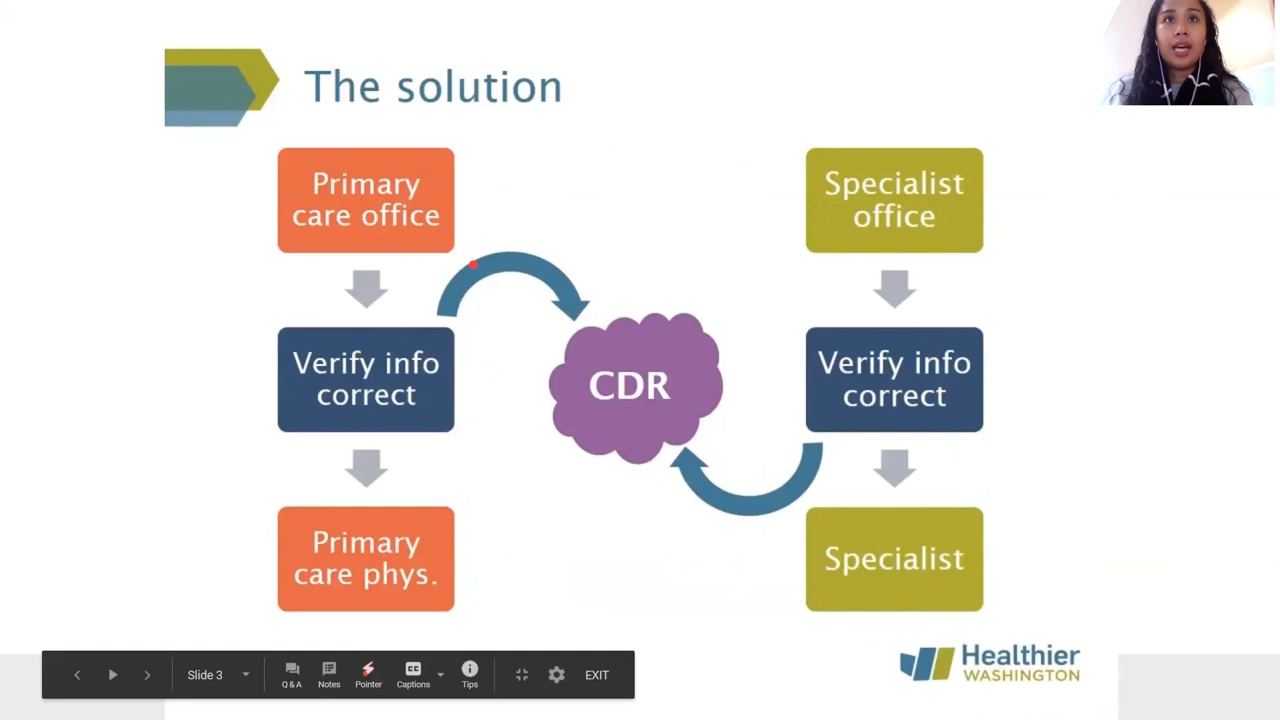 The solution
Primary
care office
Specialist
office
Verify info
correct
CDR
Verify info
correct
Primary
care phys.
Specialist
Healthier
WASHINGTON
Slide 3
Q & A
Notes
Pointer
CC
Captions
Tips
EXIT